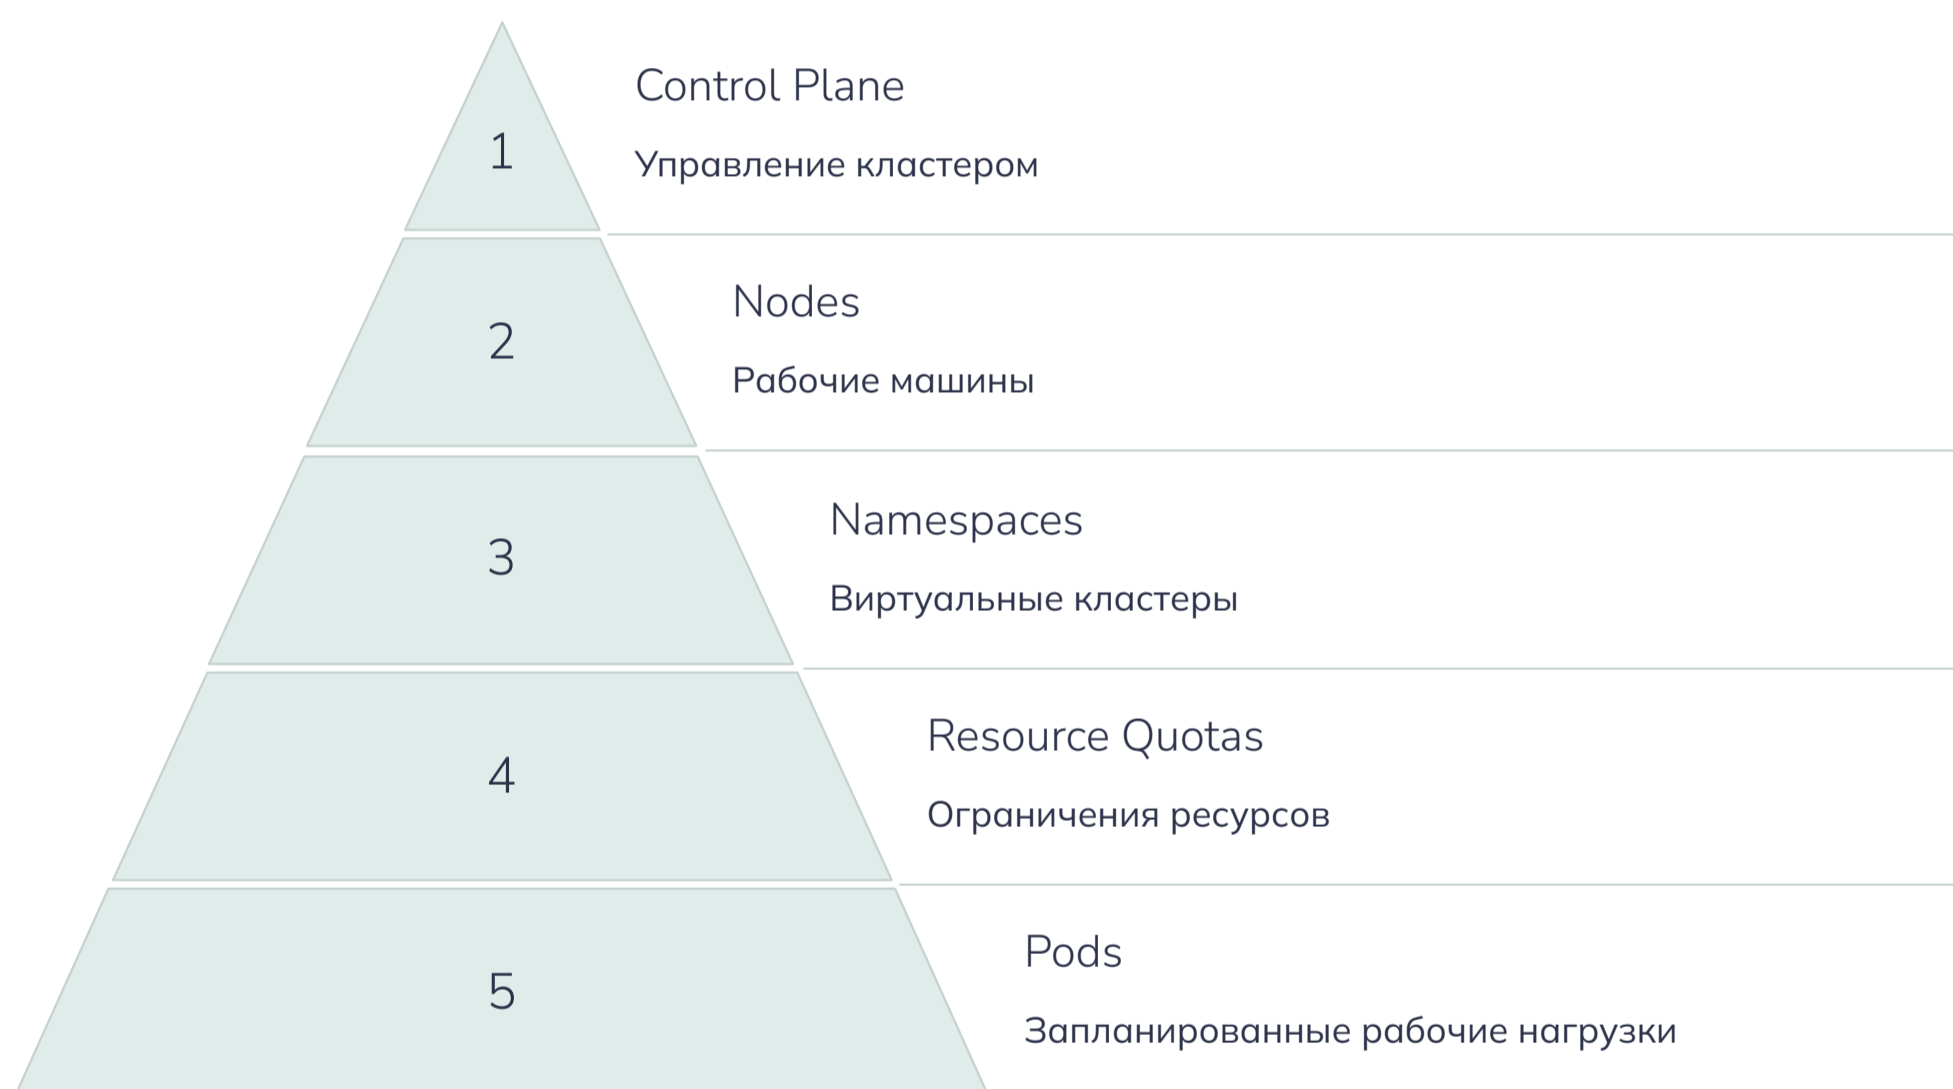 1
Control Plane
Управление кластером
2
Nodes
Рабочие машины
3
Namespaces
Виртуальные кластеры
4
Resource Quotas
Ограничения ресурсов
5
Pods
Запланированные рабочие нагрузки